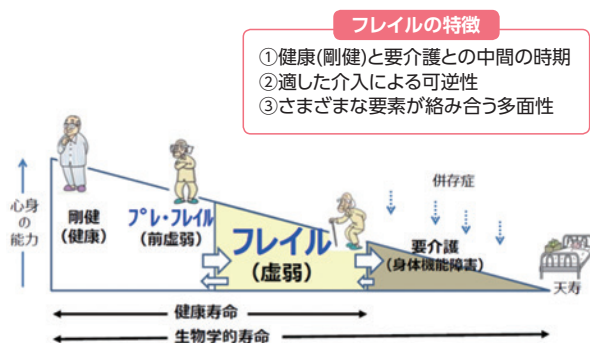 フレイルの特徴
①健康(剛健)と要介護との中間の時期
②適した介入による可逆性
③さまざまな要素が絡み合う多面性
心身の能力
剛健
(健康)
プレ・フレイル
(前虚弱)
フレイル
(虚弱)
併存症
要介護
(身体機能障害)
天寿
健康寿命
生物学的寿命